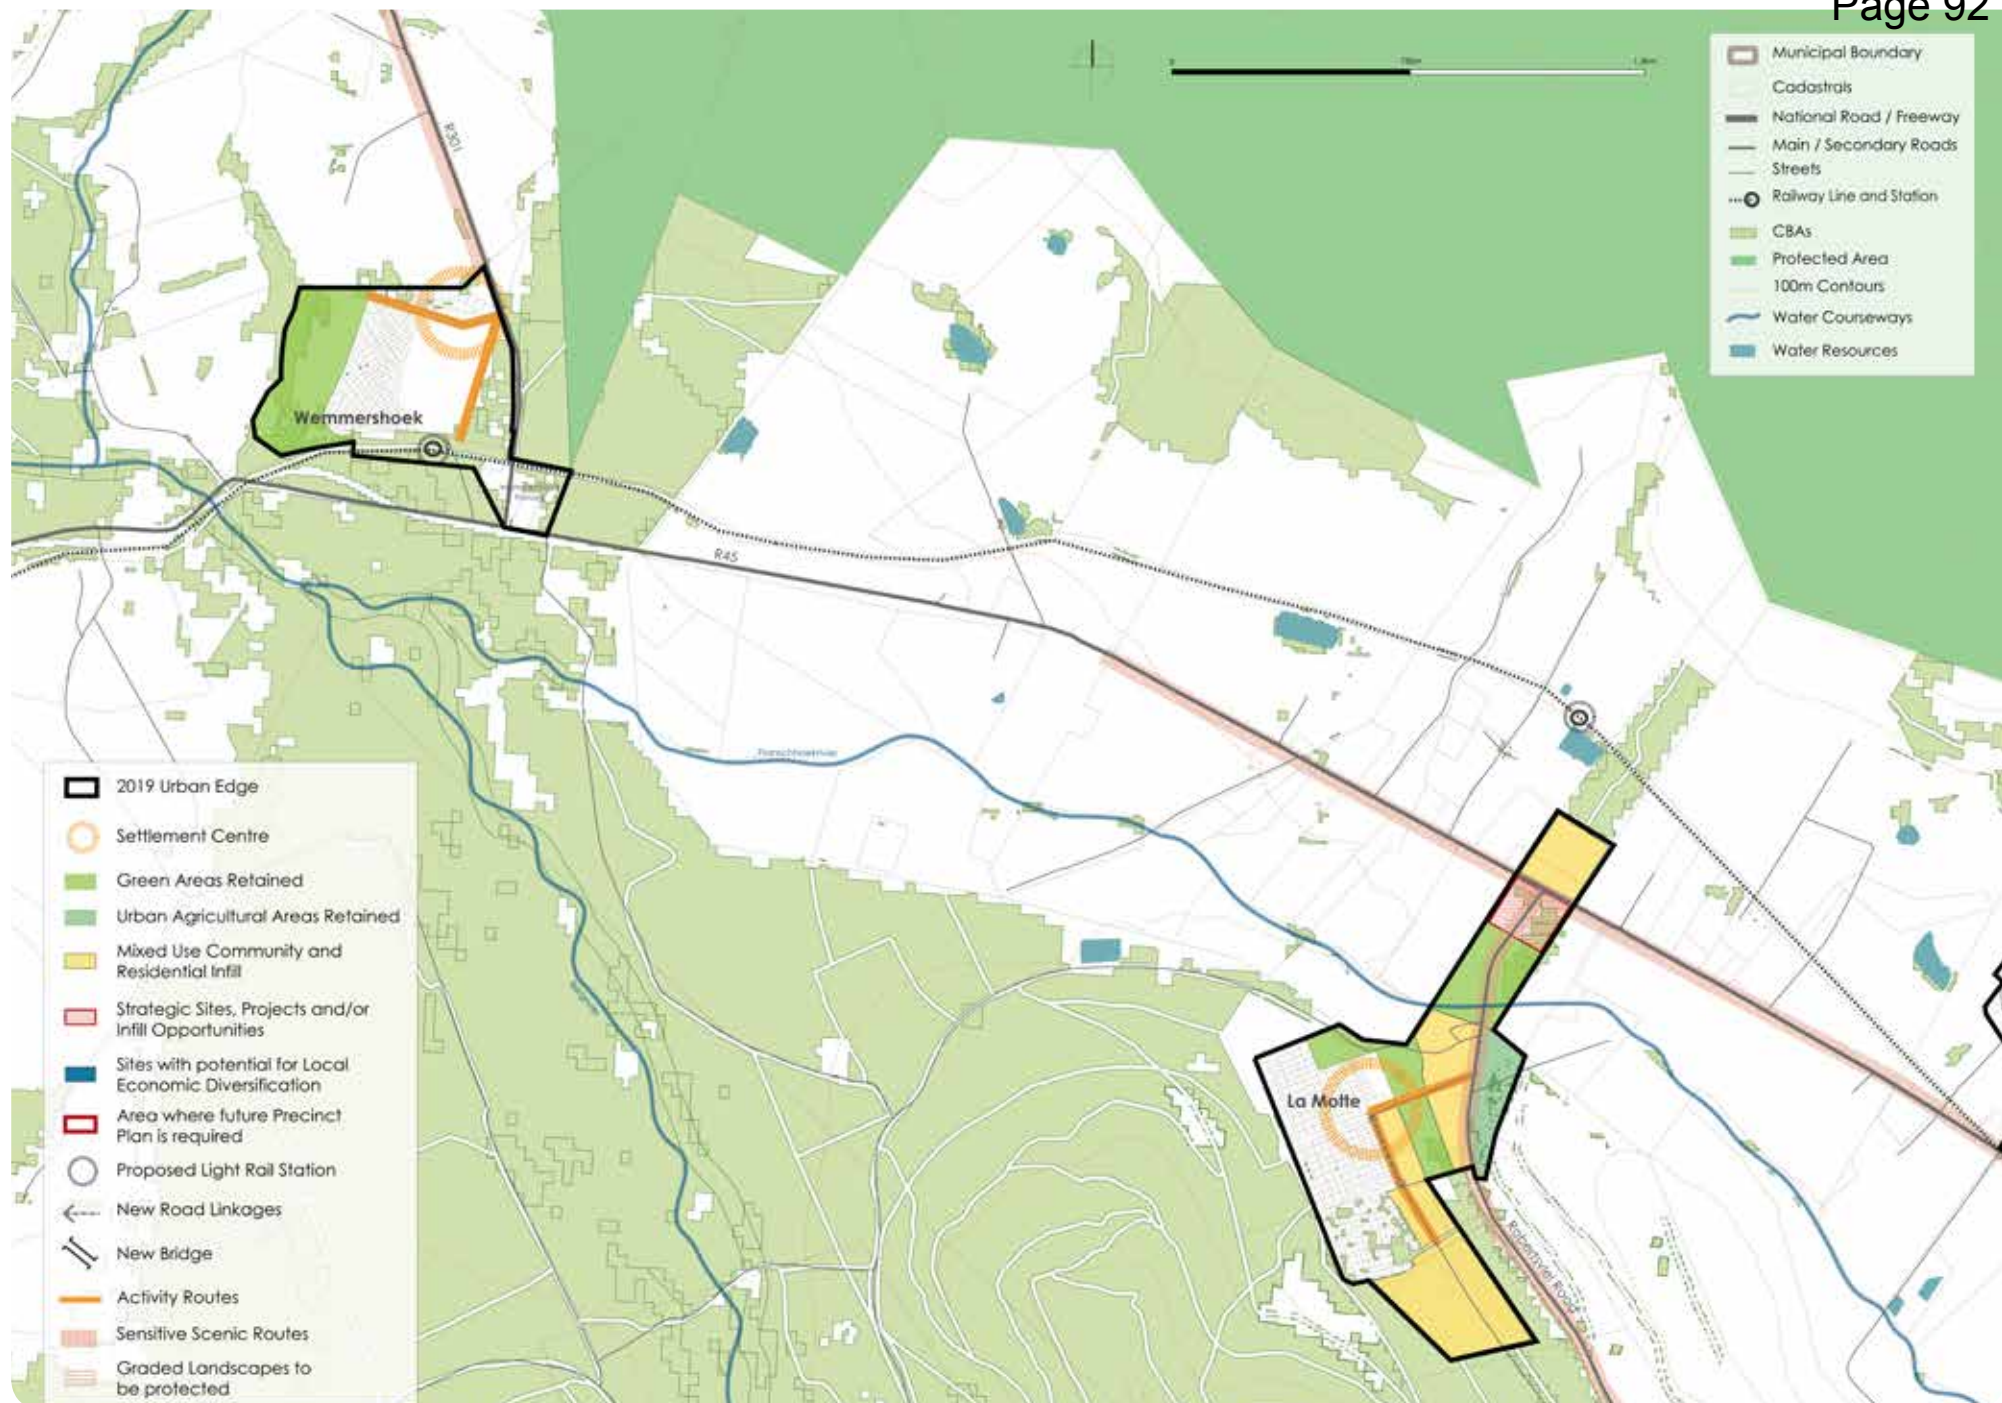 Page 92
Municipal Boundary
Cadastrals
National Road / Freeway
Main / Secondary Roads
Streets
Railway Line and Station
CBAs
Protected Area
100m Contours
Water Courseways
Water Resources
0
R301
Wemmershoek
R45
La Motte
Robertsvlei Road
2019 Urban Edge
Settlement Centre
Green Areas Retained
Urban Agricultural Areas Retained
Mixed Use Community and
Residential Infill
Strategic Sites, Projects and/or
Infill Opportunities
Sites with potential for Local
Economic Diversification
Area where future Precinct
Plan is required
Proposed Light Rail Station
New Road Linkages
New Bridge
Activity Routes
Sensitive Scenic Routes
Graded Landscapes to
be protected